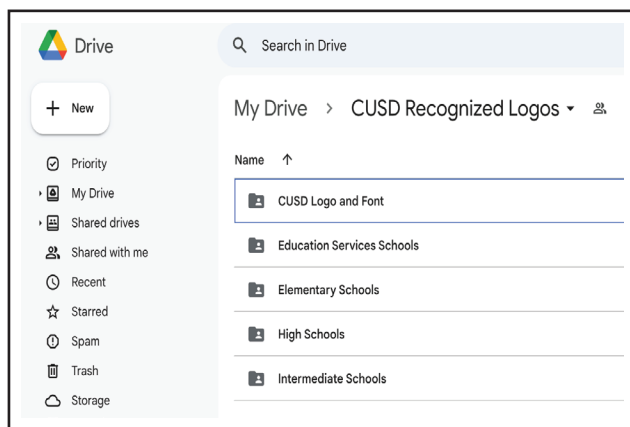 Drive
Search in Drive
New
My Drive > CUSD Recognized Logos
Priority
My Drive
Shared drives
Shared with me
Recent
Starred
Spam
Trash
Storage
Name
CUSD Logo and Font
Education Services Schools
Elementary Schools
High Schools
Intermediate Schools